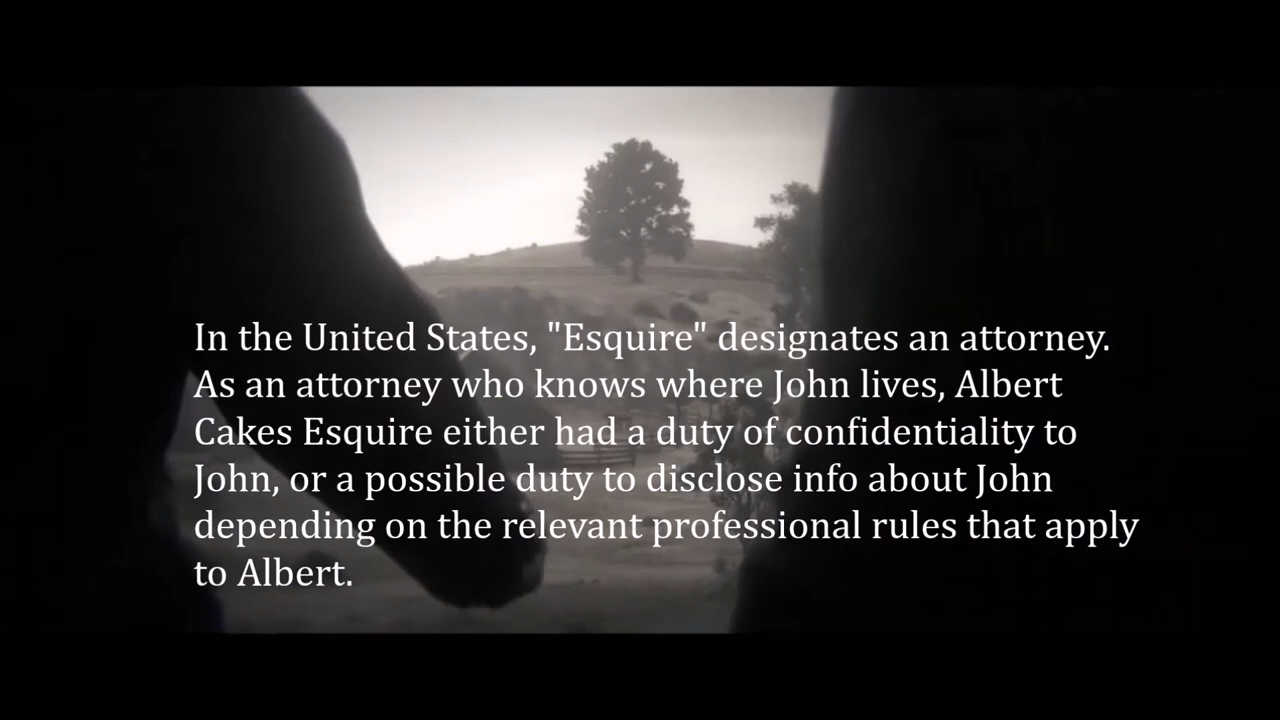 In the United States, "Esquire" designates an attorney.
As an attorney who knows where John lives, Albert
Cakes Esquire either had a duty of confidentiality to
John, or a possible duty to disclose info about John
depending on the relevant professional rules that apply
to Albert.